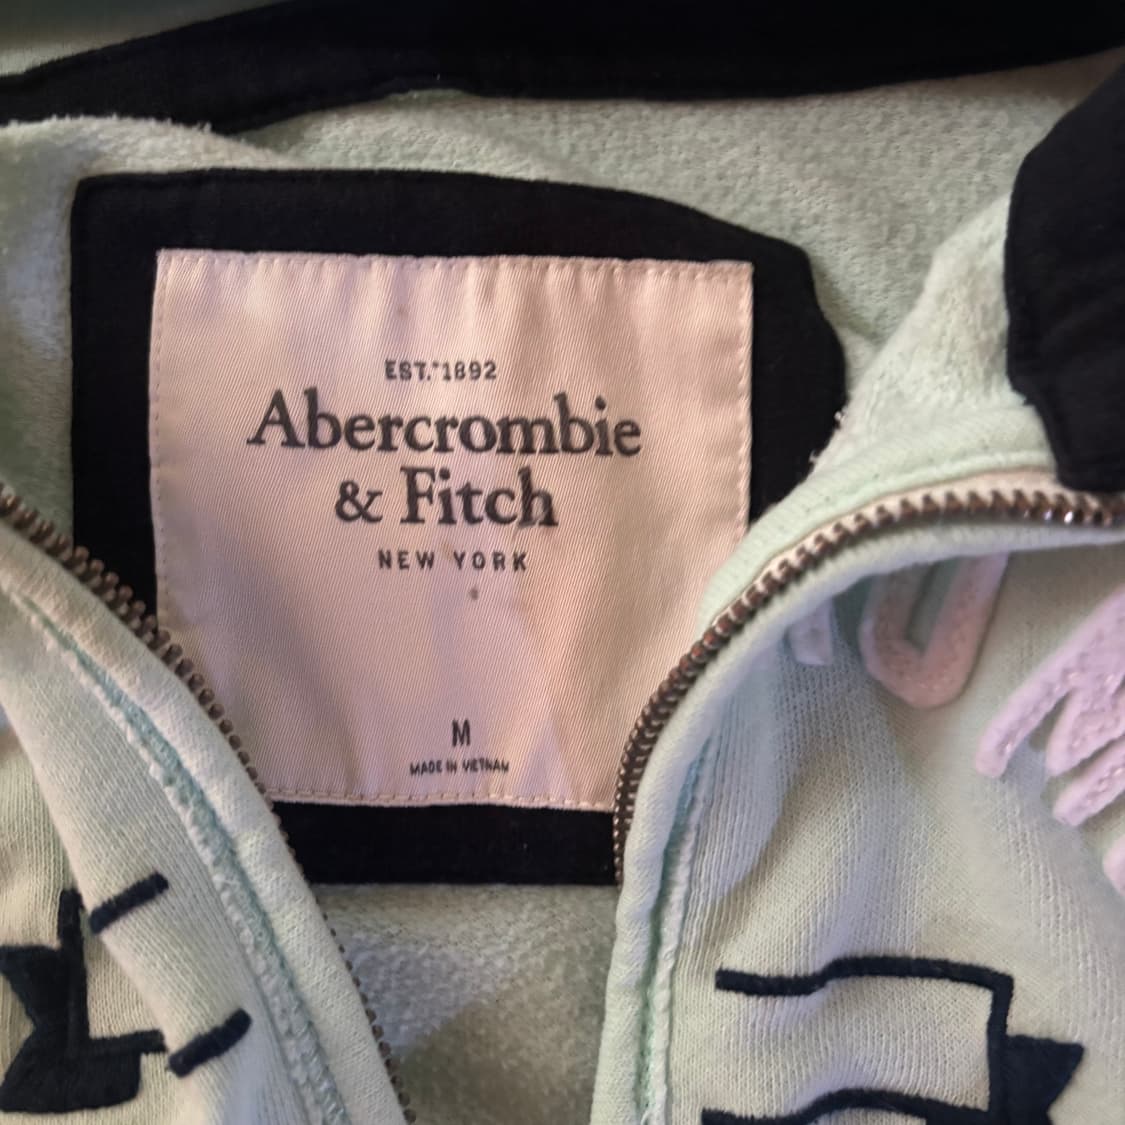 EST. 1892
Abercrombie
& Fitch
NEW YORK
M
MADE IN VIETNAM